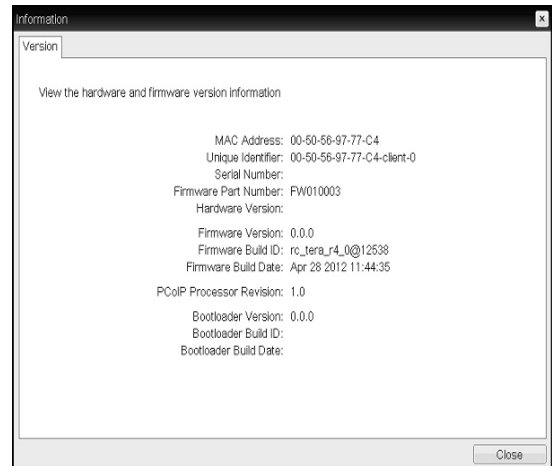 Information
Version
View the hardware and firmware version information
MAC Address: 00-50-56-97-77-C4
Unique Identifier: 00-50-56-97-77-C4-client-0
Serial Number:
Firmware Part Number: FW010003
Hardware Version:
Firmware Version: 0.0.0
Firmware Build ID: rc_tera_r4_0@12538
Firmware Build Date: Apr 28 2012 11:44:35
PCoIP Processor Revision: 1.0
Bootloader Version: 0.0.0
Bootloader Build ID:
Bootloader Build Date:
Close